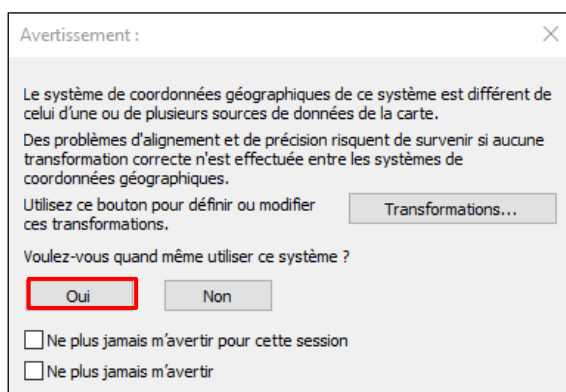 Avertissement :
Le système de coordonnées géographiques de ce système est différent de
celui d’une ou de plusieurs sources de données de la carte.
Des problèmes d'alignement et de précision risquent de survenir si aucune
transformation correcte n'est effectuée entre les systèmes de
coordonnées géographiques.
Utilisez ce bouton pour définir ou modifier
ces transformations.
Transformations...
Voulez-vous quand même utiliser ce système ?
Oui Non
Ne plus jamais m’avertir pour cette session
Ne plus jamais m’avertir